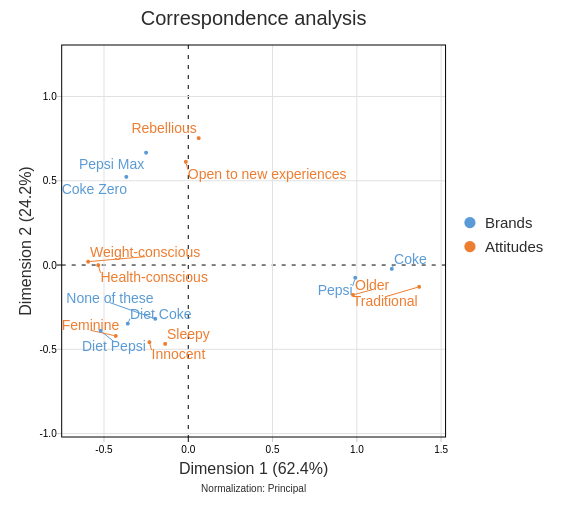 Correspondence analysis
1.0
Rebellious
Pepsi Max
Open to new experiences
0.5
Coke Zero
Brands
Attitudes
Weight-conscious
Coke
0.0
Health-conscious
Older
Pepsi
None of these
Traditional
Diet Coke
Feminine
Sleepy
Diet Pepsi
Innocent
-0.5
-1.0
-0.5 0.0 0.5 1.0 1.5
Dimension 2 (24.2%)
Dimension 1 (62.4%)
Normalization: Principal